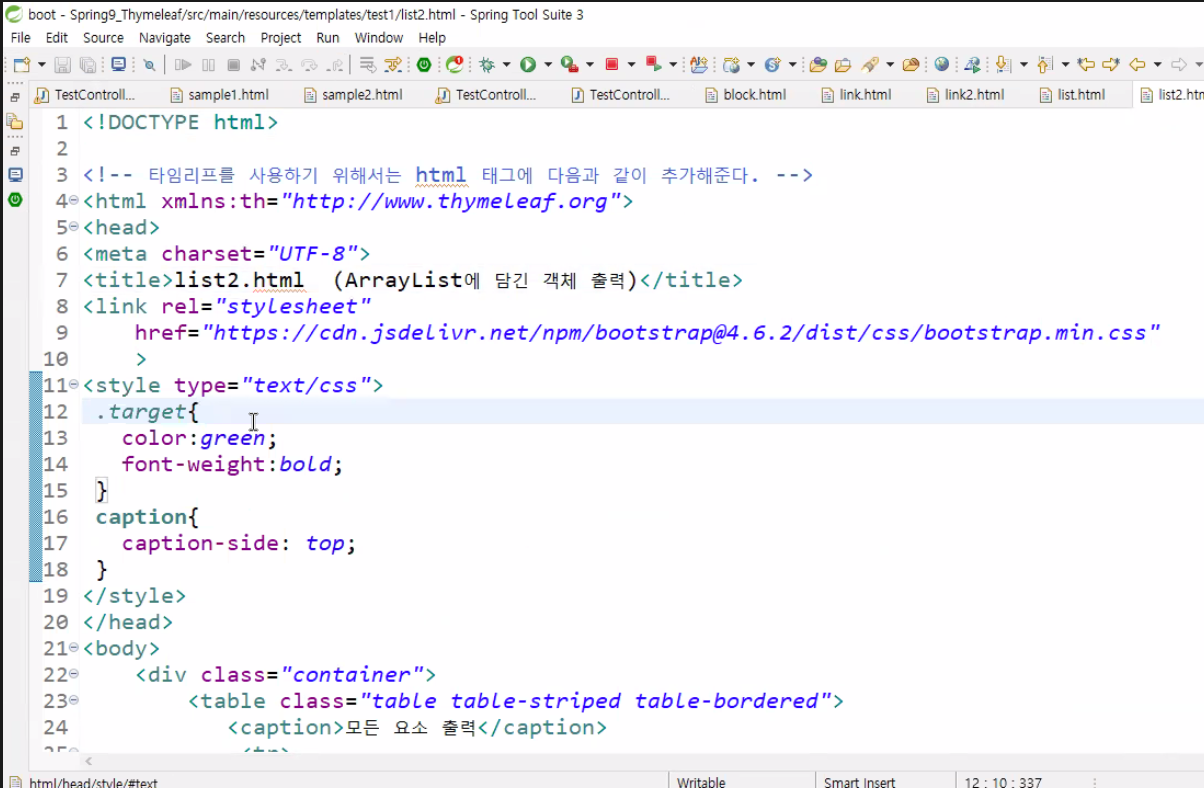 boot - Spring9_Thymeleaf/src/main/resources/templates/test1/list2.html - Spring Tool Suite 3
File Edit Source Navigate Search Project Run Window Help
TestControll... sample1.html sample2.html TestControll... TestControll... block.html link.html link2.html list.html
1 <!DOCTYPE html>
2
3 <!-- 타임리프를 사용하기 위해서는 html 태그에 다음과 같이 추가해준다. -->
4 <html xmlns:th="http://www.thymeleaf.org">
5 <head>
6 <meta charset="UTF-8">
7 <title>list2.html  (ArrayList에 담긴 객체 출력)</title>
8 <link rel="stylesheet"
9     href="https://cdn.jsdelivr.net/npm/bootstrap@4.6.2/dist/css/bootstrap.min.css"
10     >
11 <style type="text/css">
12  .target{
13    color:green;
14    font-weight:bold;
15  }
16  caption{
17    caption-side: top;
18  }
19 </style>
20 </head>
21 <body>
22     <div class="container">
23         <table class="table table-striped table-bordered">
24            <caption>모든 요소 출력</caption>
25             <tr>
html/head/style/#text Writable Smart Insert 12 : 10 : 337